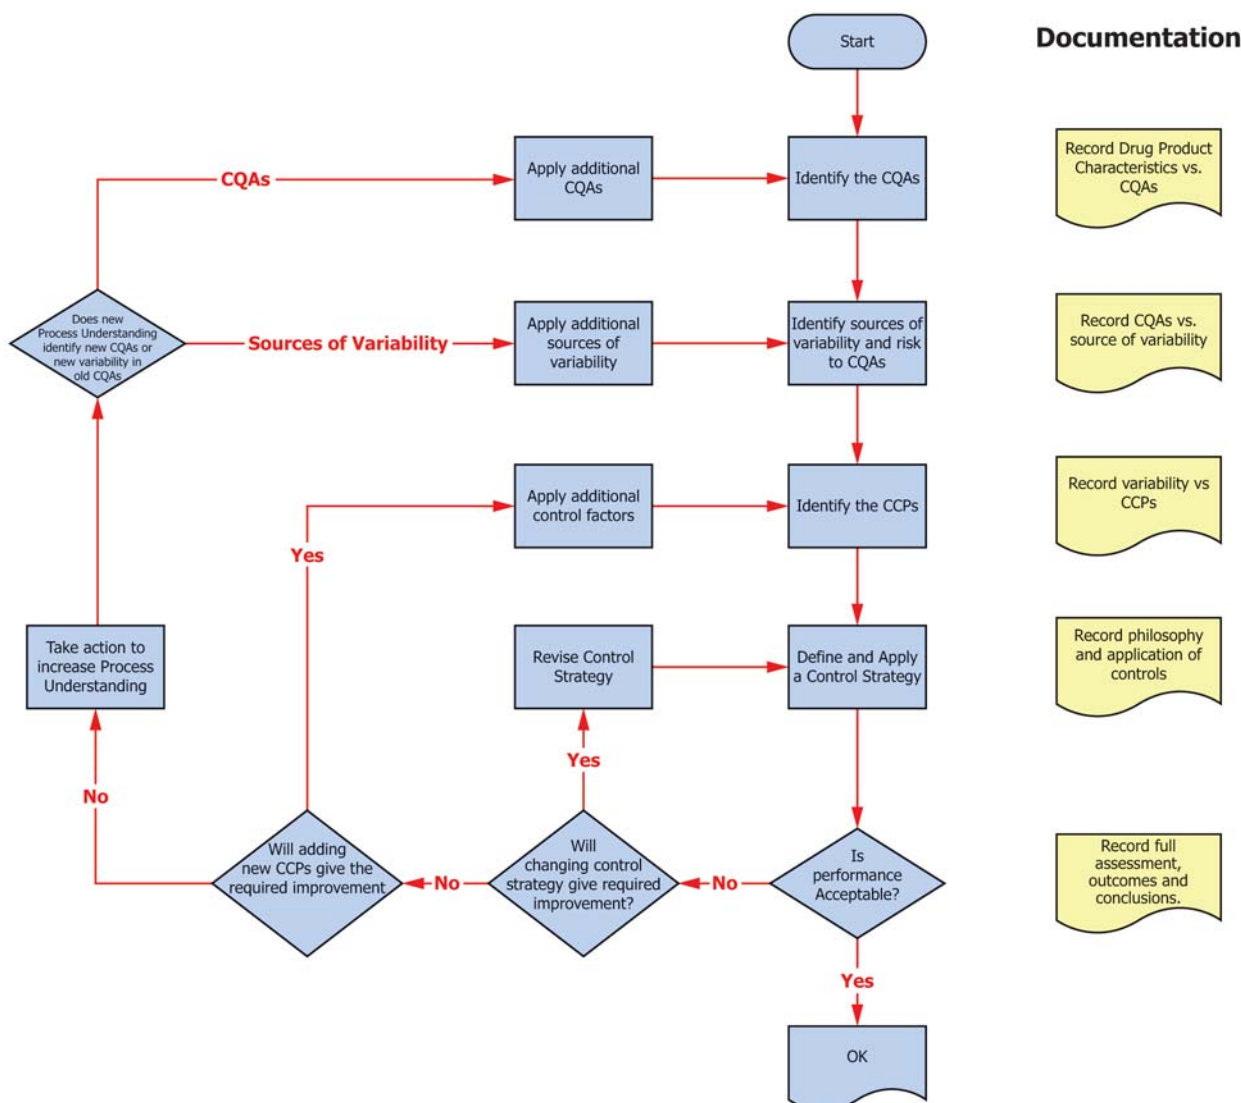 Start
Documentation
CQAs
Apply additional
CQAs
Identify the CQAs
Record Drug Product
Characteristics vs.
CQAs
Does new
Process Understanding
identify new CQAs or
new variability in
old CQAs
Sources of Variability
Apply additional
sources of
variability
Identify sources of
variability and risk
to CQAs
Record CQAs vs.
source of variability
Yes
Apply additional
control factors
Identify the CCPs
Record variability vs
CCPs
Take action to
increase Process
Understanding
Revise Control
Strategy
Define and Apply
a Control Strategy
Record philosophy
and application of
controls
Yes
No
Will adding
new CCPs give the
required improvement
No
Will
changing control
strategy give required
improvement?
No
Is
performance
Acceptable?
Record full
assessment,
outcomes and
conclusions.
Yes
OK